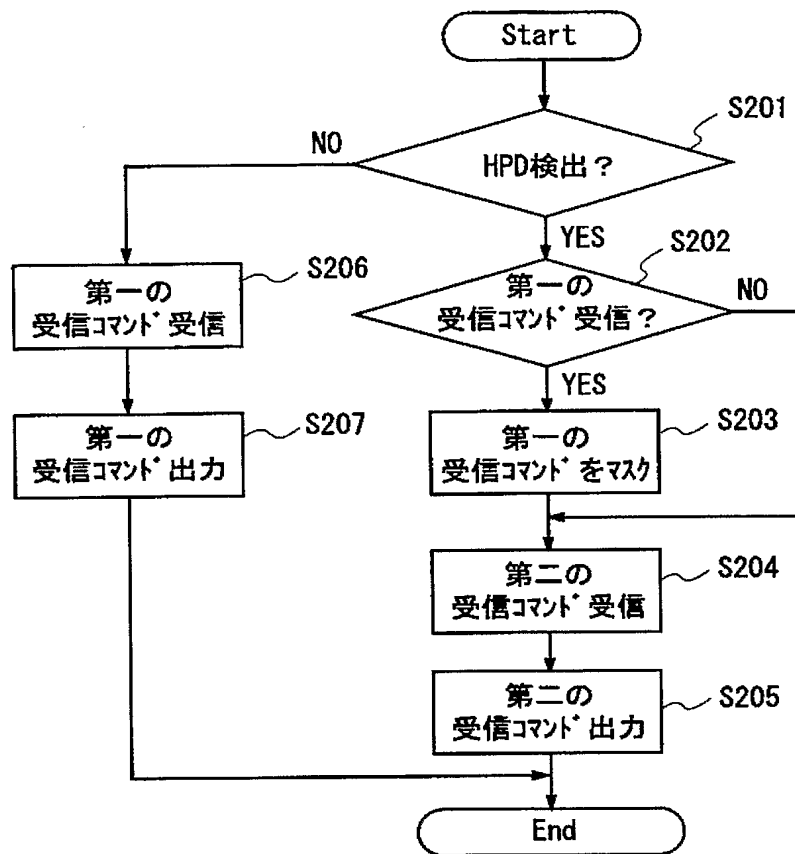 Start
S201
NO
HPD検出?
YES
S202
S206
第一の
受信コマンド受信
第一の
受信コマンド受信?
NO
YES
S207
第一の
受信コマンド出力
S203
第一の
受信コマンドをマスク
S204
第二の
受信コマンド受信
S205
第二の
受信コマンド出力
End